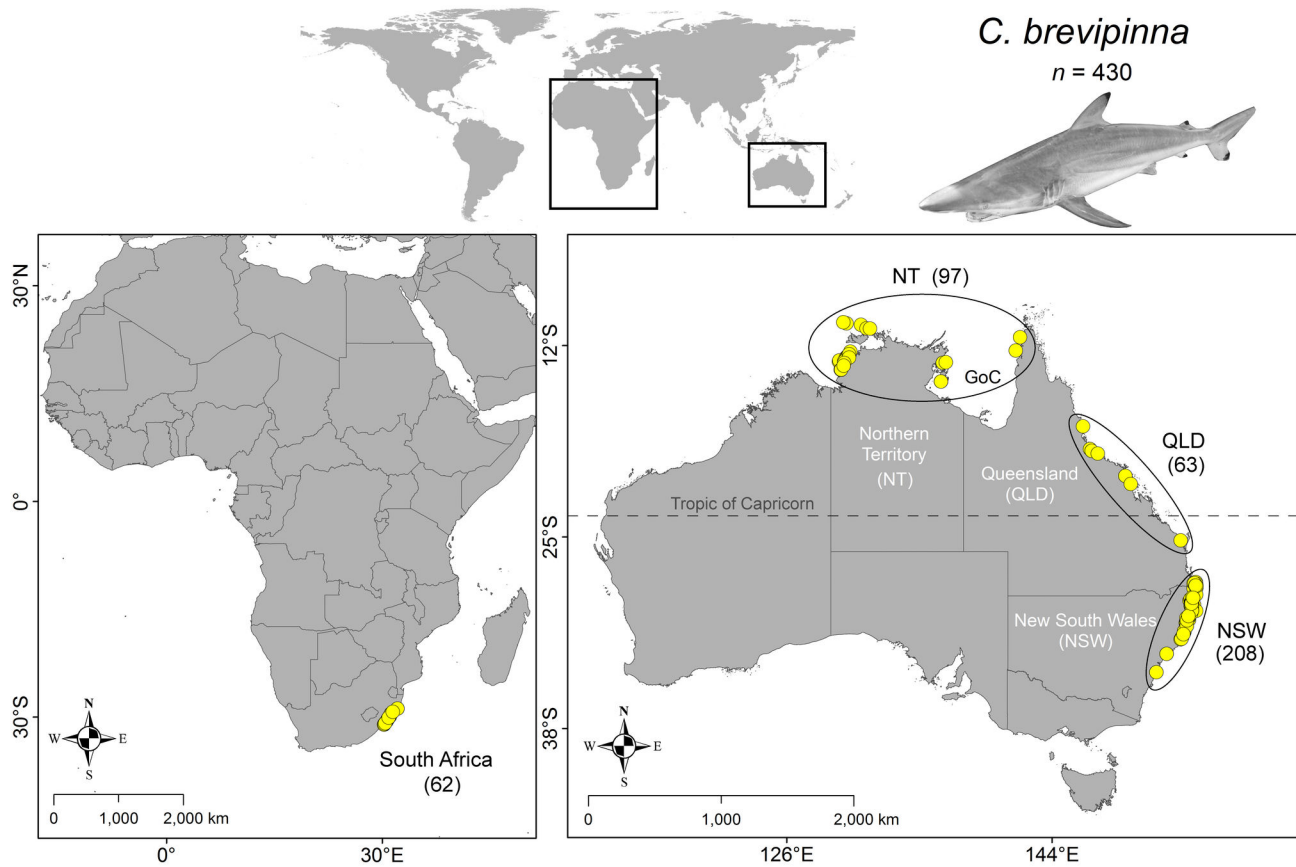 C. brevipinna
n = 430
30°N
0°
30°S
N
W
E
S
South Africa
(62)
0
1,000
2,000 km
0°
30°E
NT (97)
GoC
12°S
Northern
Territory
(NT)
Queensland
(QLD)
QLD
(63)
Tropic of Capricorn
25°S
New South Wales
(NSW)
NSW
(208)
38°S
N
W
E
S
0
1,000
2,000 km
126°E
144°E